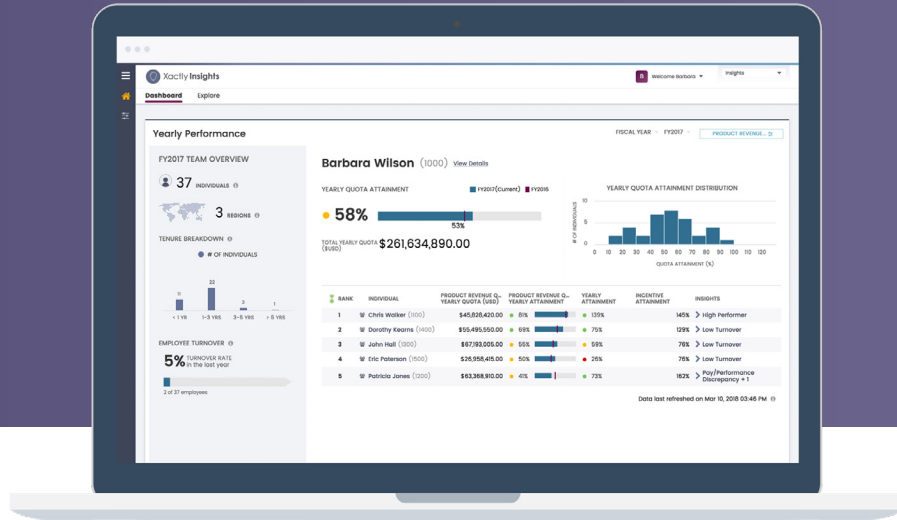 Xactly Insights
B Welcome Barbara
Insights
Dashboard Explore
Yearly Performance
FISCAL YEAR FY2017
PRODUCT REVENUE...
FY2017 TEAM OVERVIEW
37 INDIVIDUALS
3 REGIONS
TENURE BREAKDOWN
# OF INDIVIDUALS
11 22 3 1
< 1 YR 1-3 YRS 3-5 YRS > 5 YRS
EMPLOYEE TURNOVER
5% TURNOVER RATE
in the last year
2 of 37 employees
Barbara Wilson (1000) View Details
YEARLY QUOTA ATTAINMENT
FY2017(Current) FY2016
58%
53%
TOTAL YEARLY QUOTA
($USD)
$261,634,890.00
YEARLY QUOTA ATTAINMENT DISTRIBUTION
# OF INDIVIDUALS
10
5
0
0 10 20 30 40 50 60 70 80 90 100 110 120
QUOTA ATTAINMENT (%)
RANK INDIVIDUAL PRODUCT REVENUE Q... YEARLY QUOTA (USD) PRODUCT REVENUE Q... YEARLY ATTAINMENT YEARLY ATTAINMENT INCENTIVE ATTAINMENT INSIGHTS
1 Chris Walker (1100) $45,828,420.00 81% 139% 145% High Performer
2 Dorothy Kearns (1400) $55,495,550.00 69% 75% 129% Low Turnover
3 John Hall (1300) $67,193,005.00 55% 59% 76% Low Turnover
4 Eric Paterson (1500) $26,958,415.00 50% 26% 76% Low Turnover
5 Patricia Jones (1200) $63,368,910.00 41% 73% 162% Pay/Performance
Discrepancy + 1
Data last refreshed on Mar 10, 2018 03:46 PM